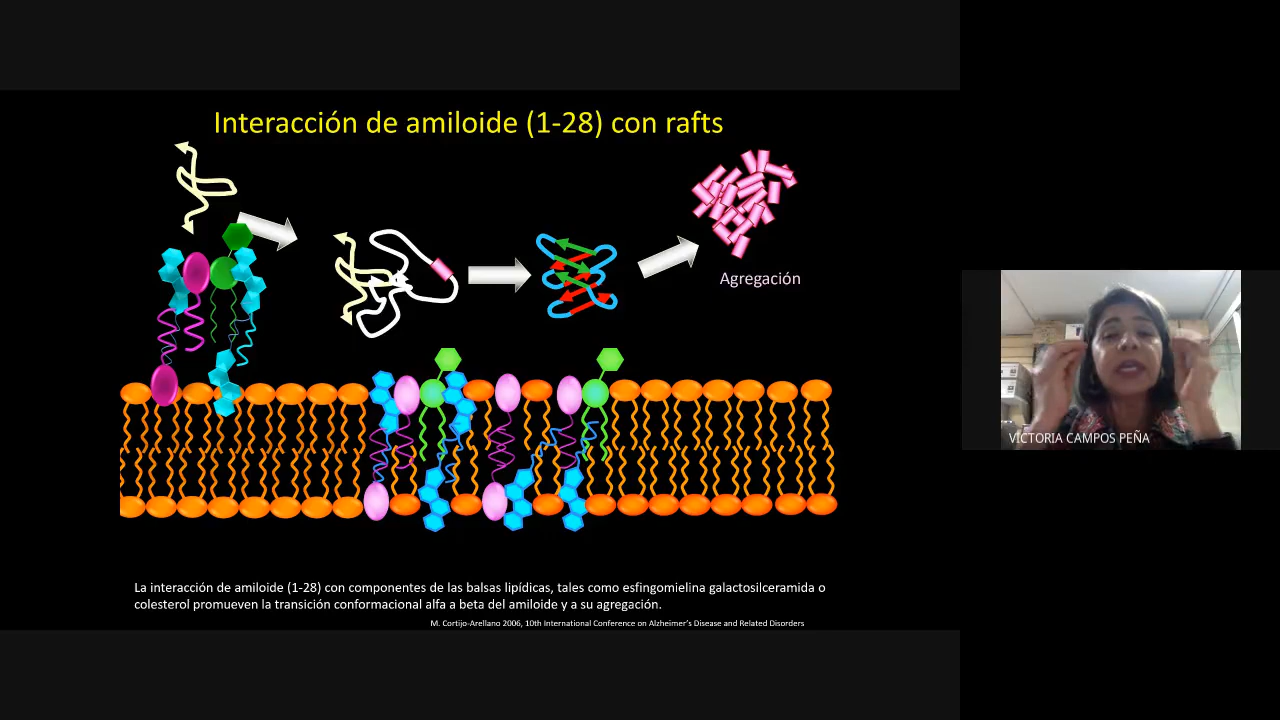 Interacción de amiloide (1-28) con rafts
Agregación
VICTORIA CAMPOS PEÑA
La interacción de amiloide (1-28) con componentes de las balsas lipídicas, tales como esfingomielina galactosilceramida o
colesterol promueven la transición conformacional alfa a beta del amiloide y a su agregación.
M. Cortijo-Arellano 2006, 10th International Conference on Alzheimer's Disease and Related Disorders